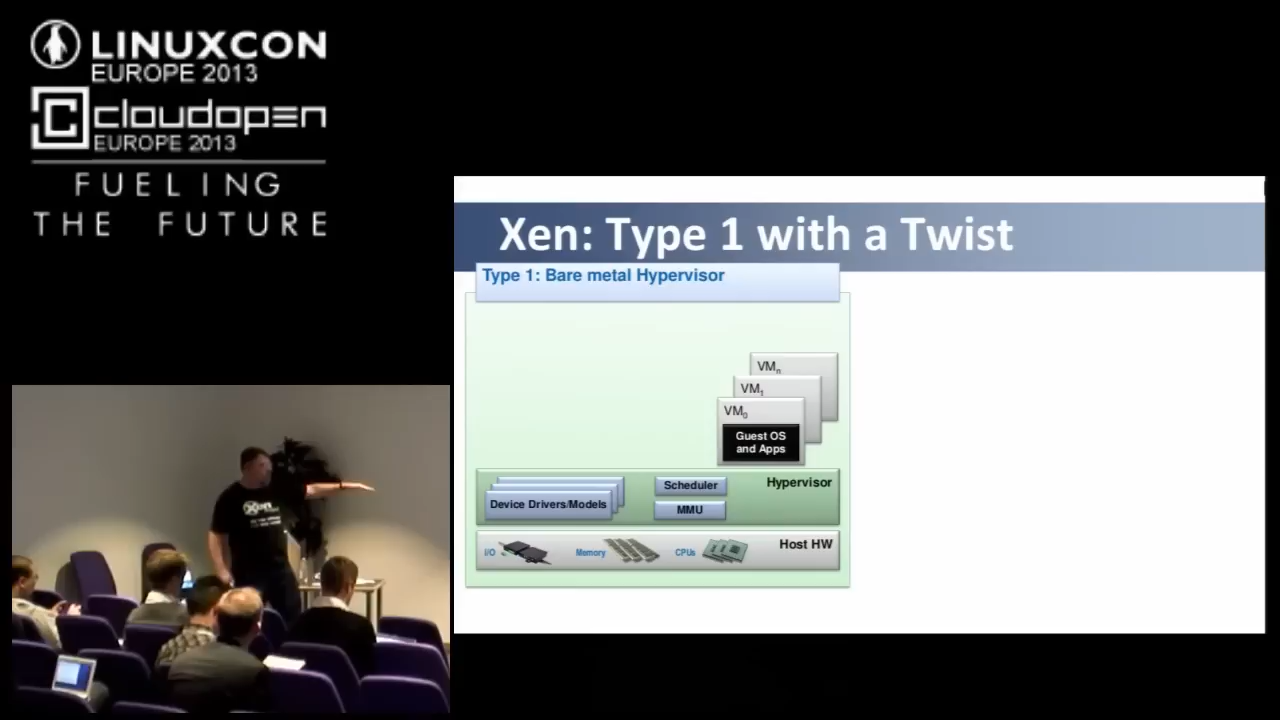 LINUXCON
EUROPE 2013
cloudopen
EUROPE 2013
FUELING
THE FUTURE
Xen: Type 1 with a Twist
Type 1: Bare metal Hypervisor
VMn
VM1
VM0
Guest OS
and Apps
Device Drivers/Models
Scheduler
MMU
Hypervisor
I/O
Memory
CPUs
Host HW
Xen